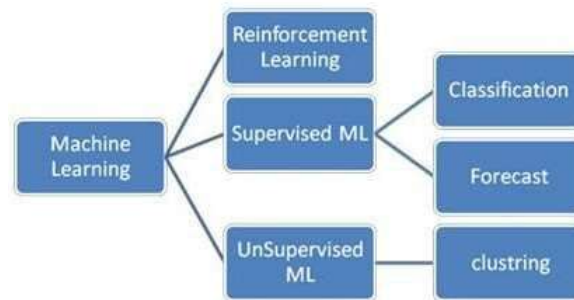 Machine
Learning
Reinforcement
Learning
Supervised ML
UnSupervised
ML
Classification
Forecast
clustring